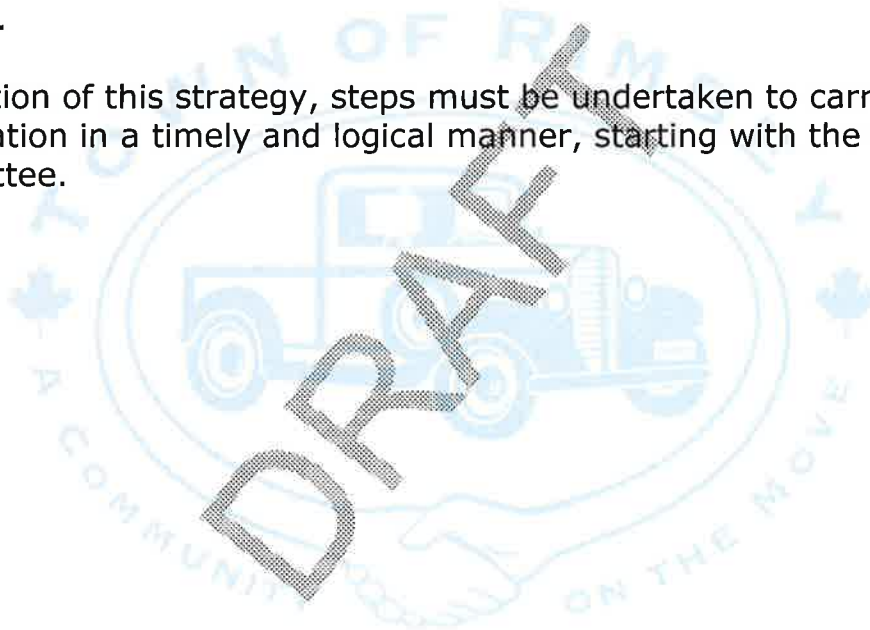 TOWN OF RIMBEY
tion of this strategy, steps must be undertaken to carr
ation in a timely and logical manner, starting with the
ttee.
DRAFT
A COMMUNITY ON THE MOVE